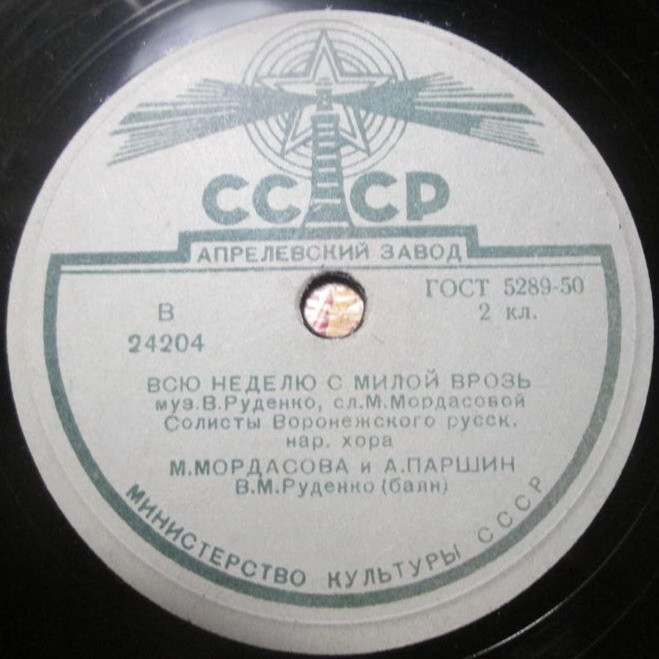 СССР
АПРЕЛЕВСКИЙ ЗАВОД
ГОСТ 5289-50
2 кл.
В
24204
ВСЮ НЕДЕЛЮ С МИЛОЙ ВРОЗЬ
муз. В. Руденко, сл. М. Мордасовой
Солисты Воронежского русск.
нар. хора
М. МОРДАСОВА и А. ПАРШИН
В. М. Руденко (баян)
МИНИСТЕРСТВО КУЛЬТУРЫ СССР